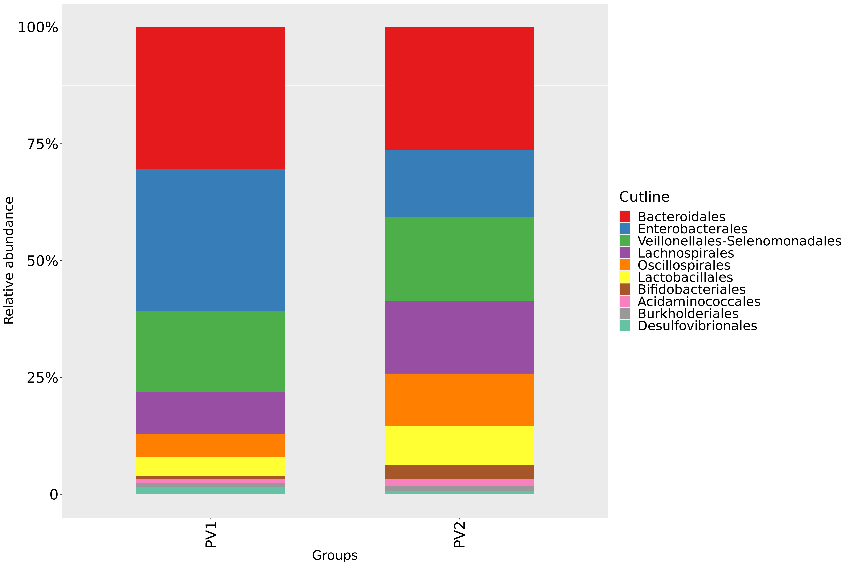 100%
75%
50%
25%
0
Relative abundance
PV1
PV2
Groups
Cutline
Bacteroidales
Enterobacterales
Veillonellales-Selenomonadales
Lachnospirales
Oscillospirales
Lactobacillales
Bifidobacteriales
Acidaminococcales
Burkholderiales
Desulfovibrionales